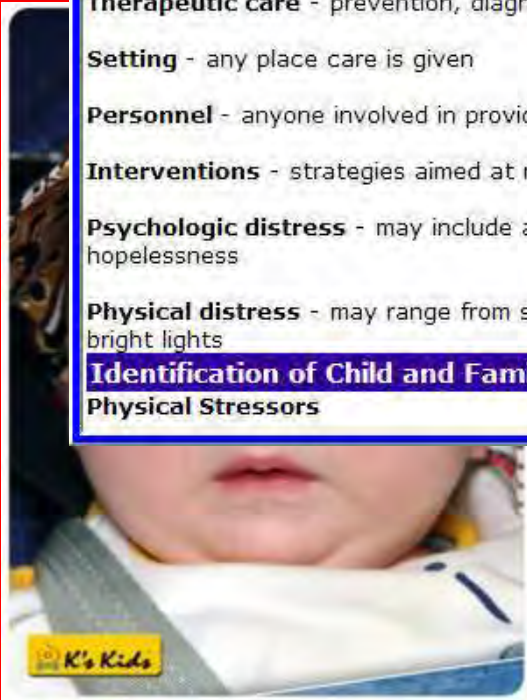 Therapeutic care - prevention, diagn
Setting - any place care is given
Personnel - anyone involved in provid
Interventions - strategies aimed at
Psychologic distress - may include a
hopelessness
Physical distress - may range from s
bright lights
Identification of Child and Fam
Physical Stressors
K's Kids